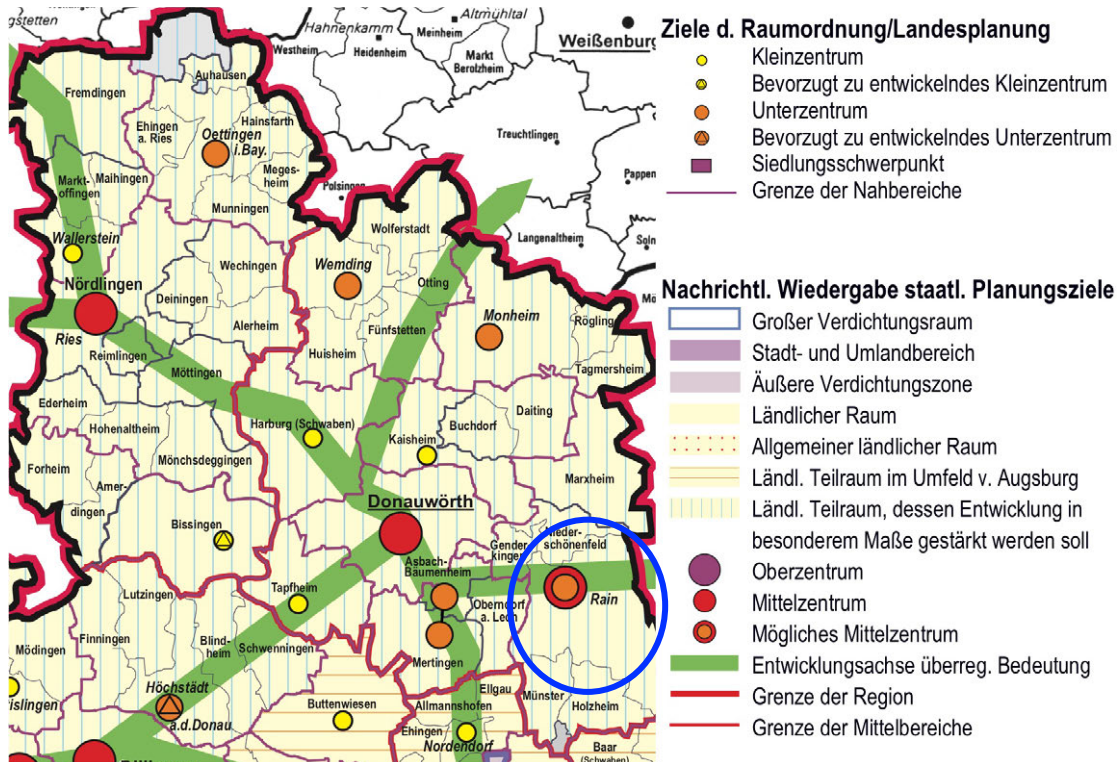 ngstetten
Hahnenkamm
Altmühltal
Meinheim
Westheim
Heidenheim
Markt
Berolzheim
Weißenburg
Auhausen
Fremdingen
Ehingen
a. Ries
Hainsfarth
Oettingen
i.Bay.
Treuchtlingen
Markt-
offingen
Maihingen
Meges-
heim
Munningen
Polsingen
Pappen
Wolferstadt
Langenaltheim
Soln
Wallerstein
Wechingen
Wemding
Otting
Nördlingen
Deiningen
Monheim
Rögling
Alerheim
Fünfstetten
Ries
Reimlingen
Huisheim
Tagmersheim
Möttingen
Ederheim
Daiting
Hohenaltheim
Harburg (Schwaben)
Buchdorf
Kaisheim
Forheim
Mönchsdeggingen
Marxheim
Amer-
dingen
Donauwörth
Bissingen
Nieder-
schönenfeld
Gender-
kingen
Asbach-
Bäumenheim
Lutzingen
Tapfheim
Oberndorf
a. Lech
Rain
Finningen
Blind-
heim
Schwenningen
Mödingen
Mertingen
Höchstädt
a.d.Donau
Ellgau
Münster
Buttenwiesen
Allmannshofen
Holzheim
islingen
Ehingen
Nordendorf
Baar
(Schwaben)
Ziele d. Raumordnung/Landesplanung
Kleinzentrum
Bevorzugt zu entwickelndes Kleinzentrum
Unterzentrum
Bevorzugt zu entwickelndes Unterzentrum
Siedlungsschwerpunkt
Grenze der Nahbereiche
Nachrichtl. Wiedergabe staatl. Planungsziele
Großer Verdichtungsraum
Stadt- und Umlandbereich
Äußere Verdichtungszone
Ländlicher Raum
Allgemeiner ländlicher Raum
Ländl. Teilraum im Umfeld v. Augsburg
Ländl. Teilraum, dessen Entwicklung in
besonderem Maße gestärkt werden soll
Oberzentrum
Mittelzentrum
Mögliches Mittelzentrum
Entwicklungsachse überreg. Bedeutung
Grenze der Region
Grenze der Mittelbereiche